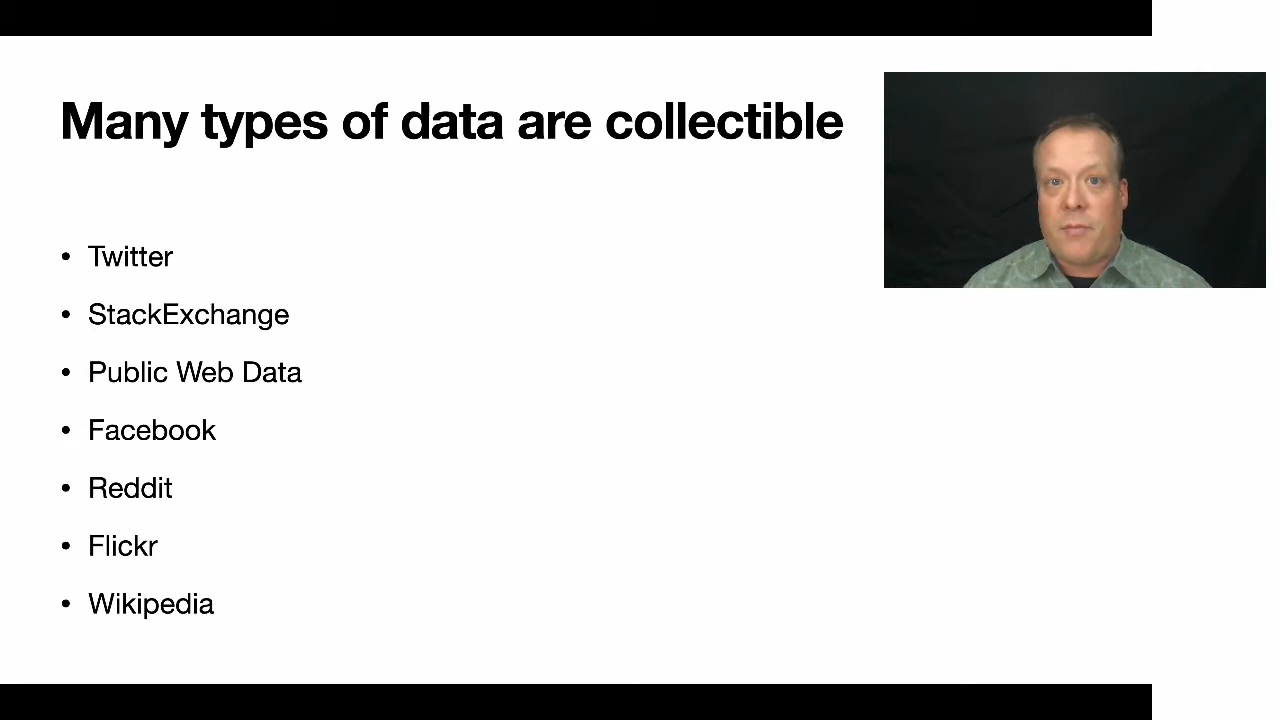 Many types of data are collectible
• Twitter
• StackExchange
• Public Web Data
• Facebook
• Reddit
• Flickr
• Wikipedia